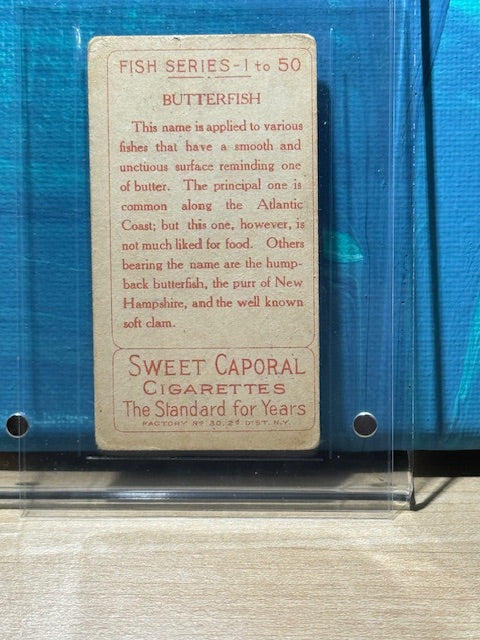 FISH SERIES-1 to 50
BUTTERFISH
This name is applied to various
fishes that have a smooth and
unctuous surface reminding one
of butter. The principal one is
common along the Atlantic
Coast; but this one, however, is
not much liked for food. Others
bearing the name are the hump-
back butterfish, the purr of New
Hampshire, and the well known
soft clam.
SWEET CAPORAL
CIGARETTES
The Standard for Years
FACTORY Nº 30, 2d DIST. N.Y.